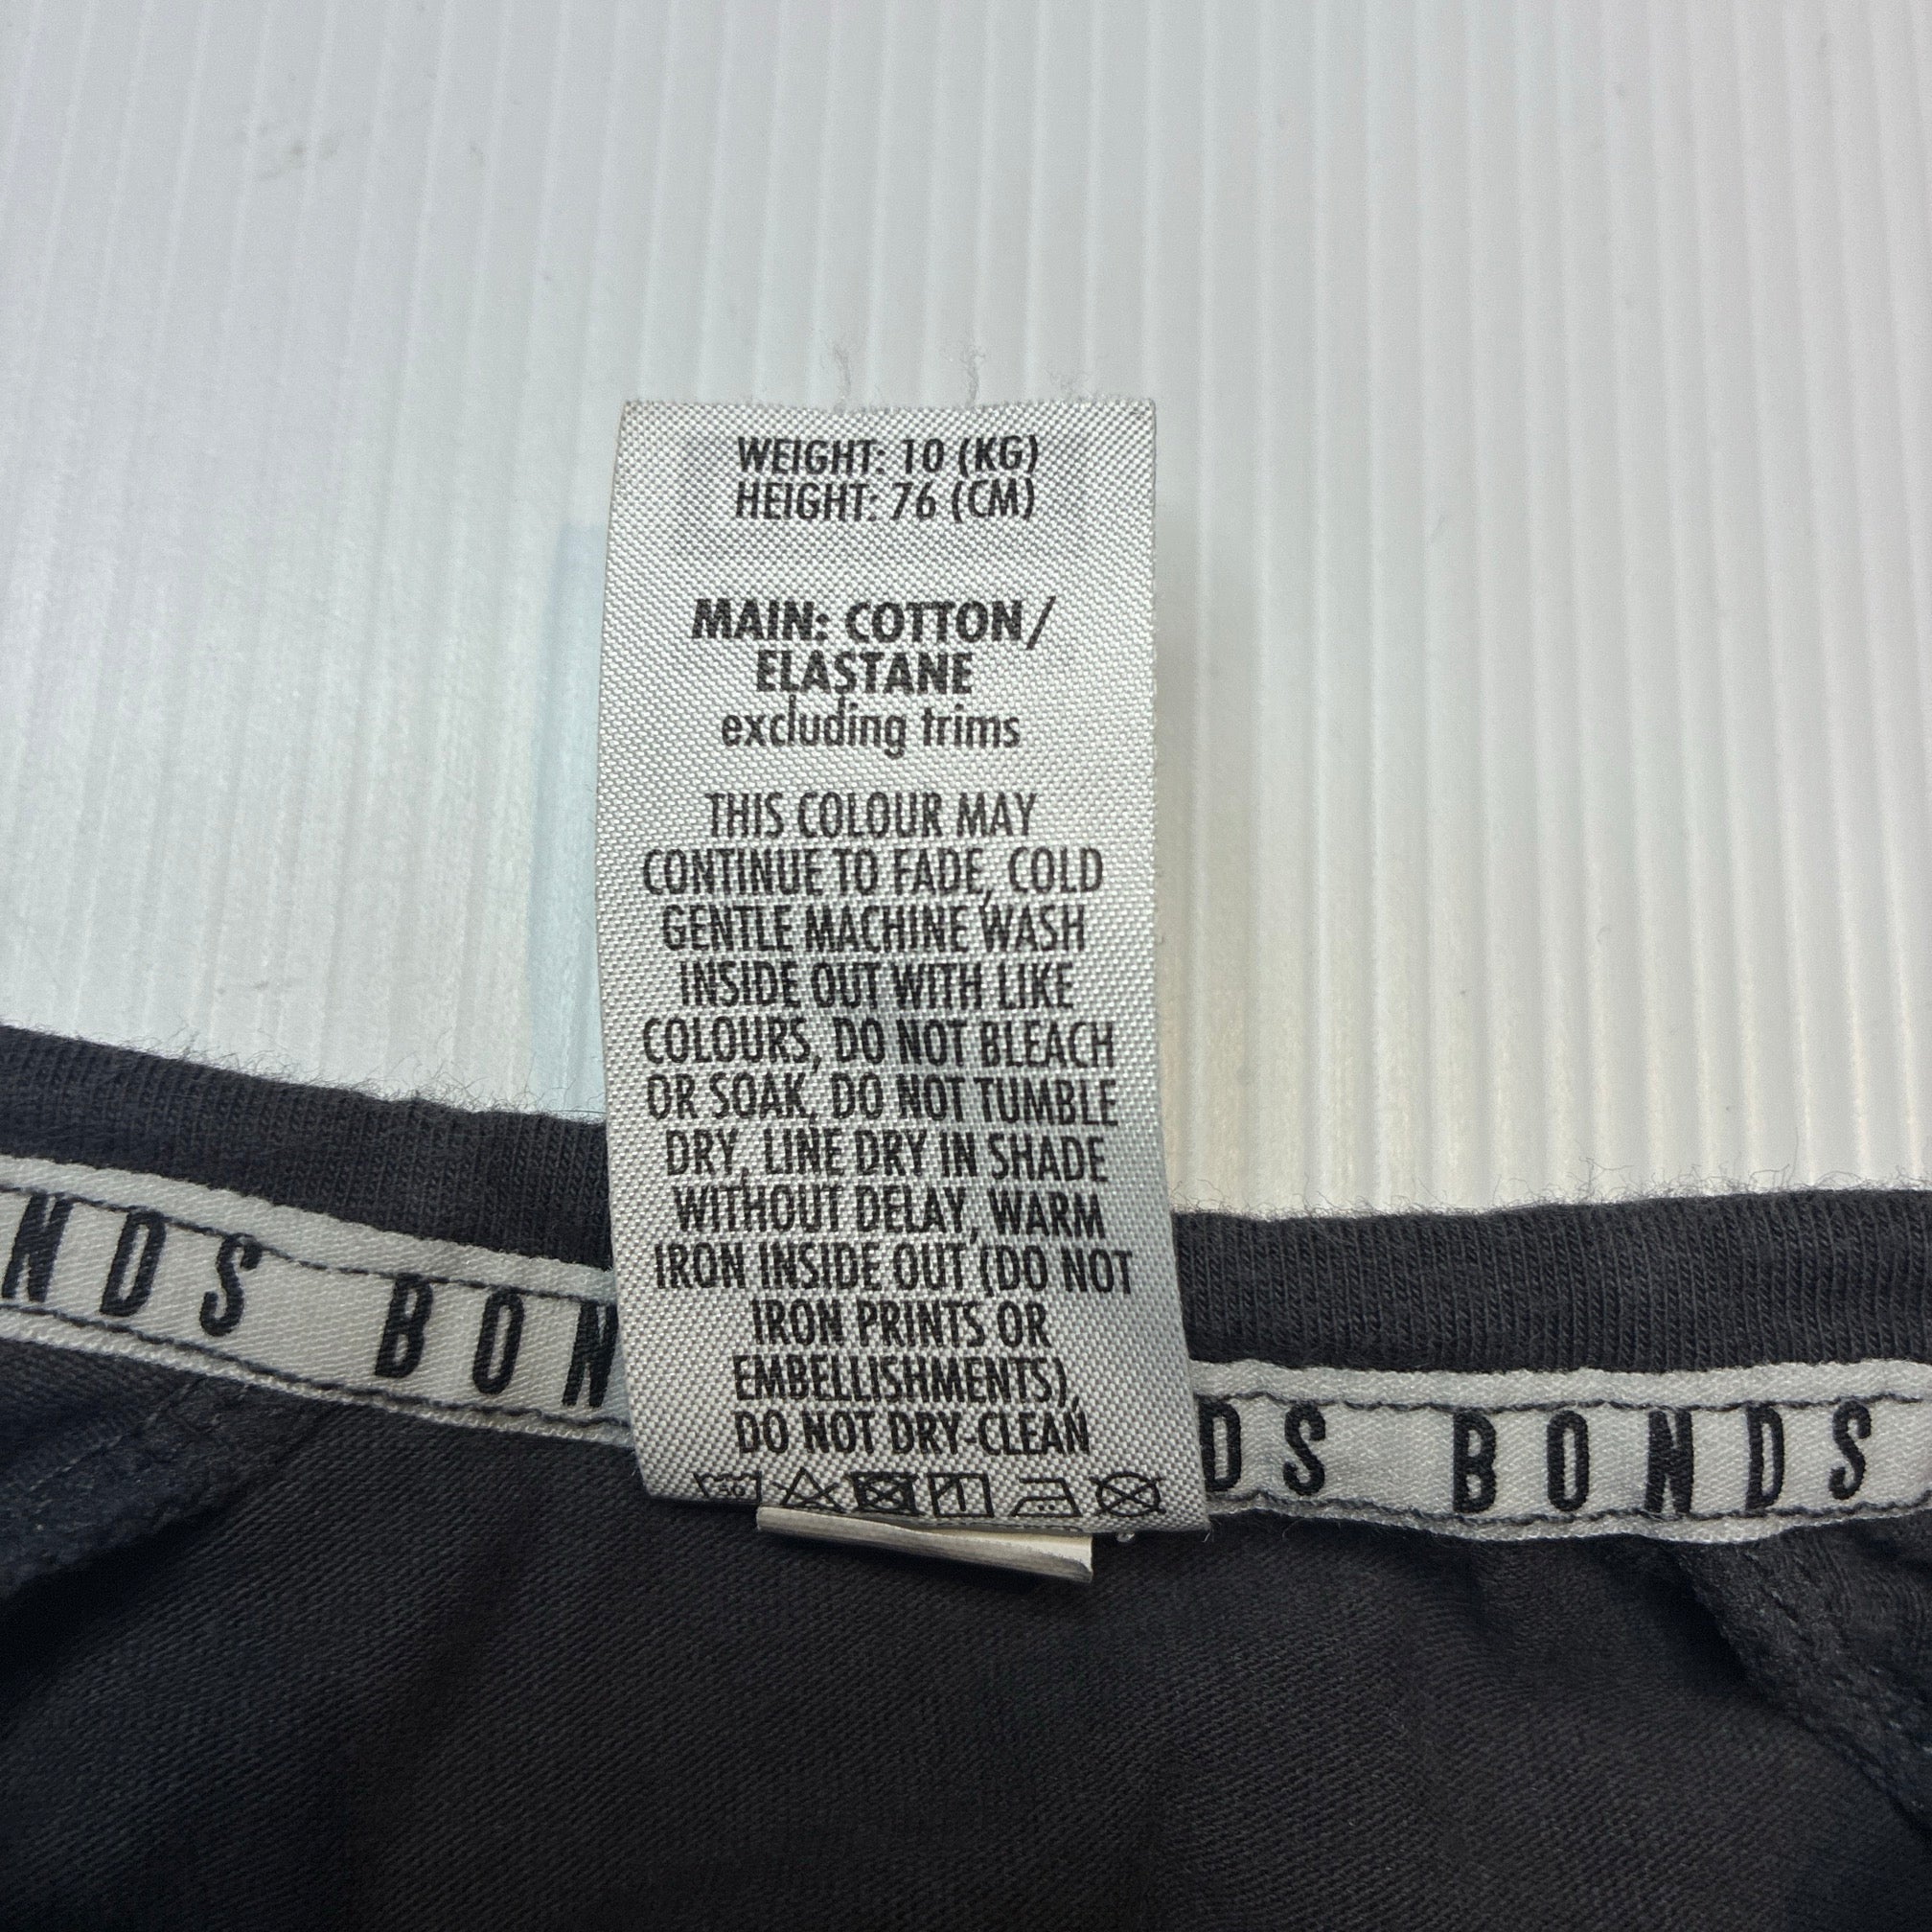 WEIGHT: 10 (KG)
HEIGHT: 76 (CM)
MAIN: COTTON/
ELASTANE
excluding trims
THIS COLOUR MAY
CONTINUE TO FADE, COLD
GENTLE MACHINE WASH
INSIDE OUT WITH LIKE
COLOURS, DO NOT BLEACH
OR SOAK, DO NOT TUMBLE
DRY, LINE DRY IN SHADE
WITHOUT DELAY, WARM
IRON INSIDE OUT (DO NOT
IRON PRINTS OR
EMBELLISHMENTS),
DO NOT DRY-CLEAN
30
NDS BON
DS BONDS